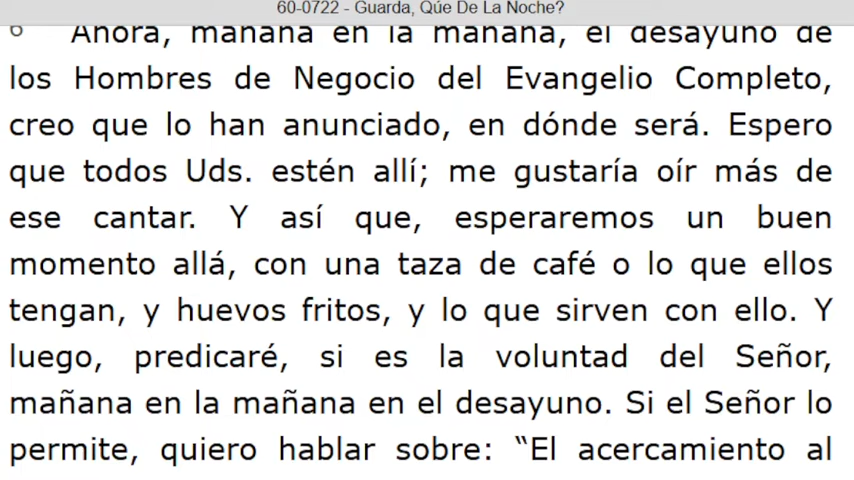 60-0722 - Guarda, Qúe De La Noche?
6 Ahora, mañana en la mañana, el desayuno de
los Hombres de Negocio del Evangelio Completo,
creo que lo han anunciado, en dónde será. Espero
que todos Uds. estén allí; me gustaría oír más de
ese cantar. Y así que, esperaremos un buen
momento allá, con una taza de café o lo que ellos
tengan, y huevos fritos, y lo que sirven con ello. Y
luego, predicaré, si es la voluntad del Señor,
mañana en la mañana en el desayuno. Si el Señor lo
permite, quiero hablar sobre: “El acercamiento al